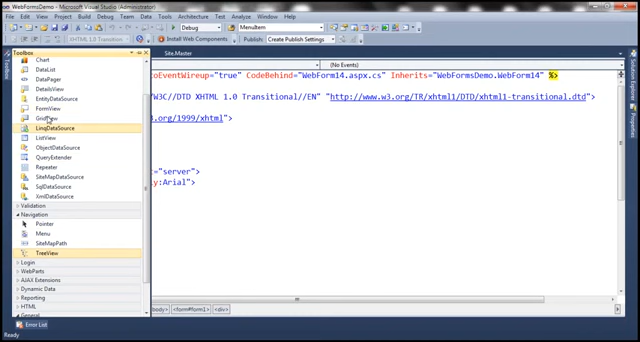 WebFormsDemo - Microsoft Visual Studio (Administrator)
File Edit View Project Build Debug Team Data Tools Architecture Test Analyze Window Help
Debug
MenuItem
XHTML 1.0 Transitional
Install Web Components
Publish: Create Publish Settings
Toolbox
Site.Master
(No Events)
Chart
DataList
DataPager
DetailsView
EntityDataSource
FormView
GridView
LinqDataSource
ListView
ObjectDataSource
QueryExtender
Repeater
SiteMapDataSource
SqlDataSource
XmlDataSource
Validation
Navigation
Pointer
Menu
SiteMapPath
TreeView
Login
WebParts
AJAX Extensions
Dynamic Data
Reporting
HTML
General
oEventWireup="true" CodeBehind="WebForm14.aspx.cs" Inherits="WebFormsDemo.WebForm14" %>
"W3C//DTD XHTML 1.0 Transitional//EN" "http://www.w3.org/TR/xhtml1/DTD/xhtml1-transitional.dtd">
3.org/1999/xhtml">
="server">
y:Arial">
body> <form#form1> <div>
Solution Explorer
Properties
Toolbox
Error List
Ready